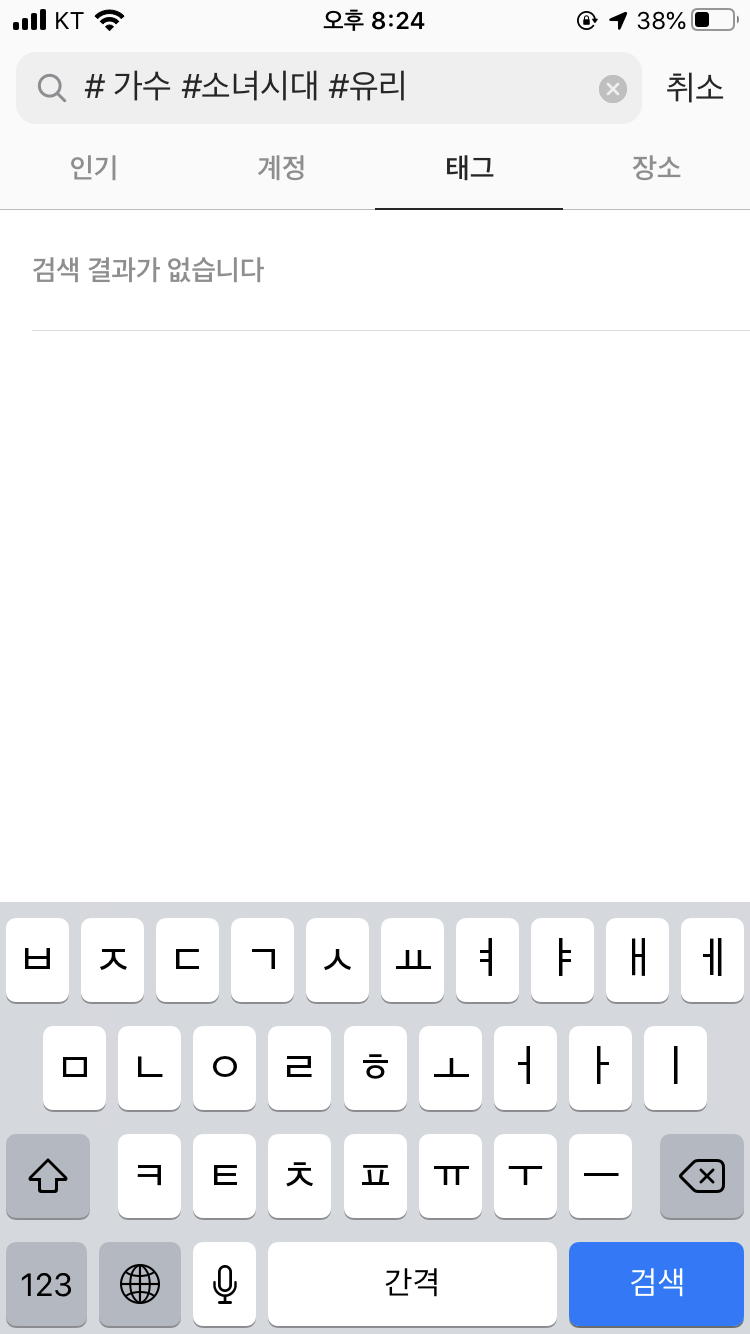 KT 오후 8:24 38%
# 가수 #소녀시대 #유리 취소
인기 계정 태그 장소
검색 결과가 없습니다
ㅂ ㅈ ㄷ ㄱ ㅅ ㅛ ㅕ ㅑ ㅐ ㅔ
ㅁ ㄴ ㅇ ㄹ ㅎ ㅗ ㅓ ㅏ ㅣ
ㅋ ㅌ ㅊ ㅍ ㅠ ㅜ ㅡ
123 간격 검색